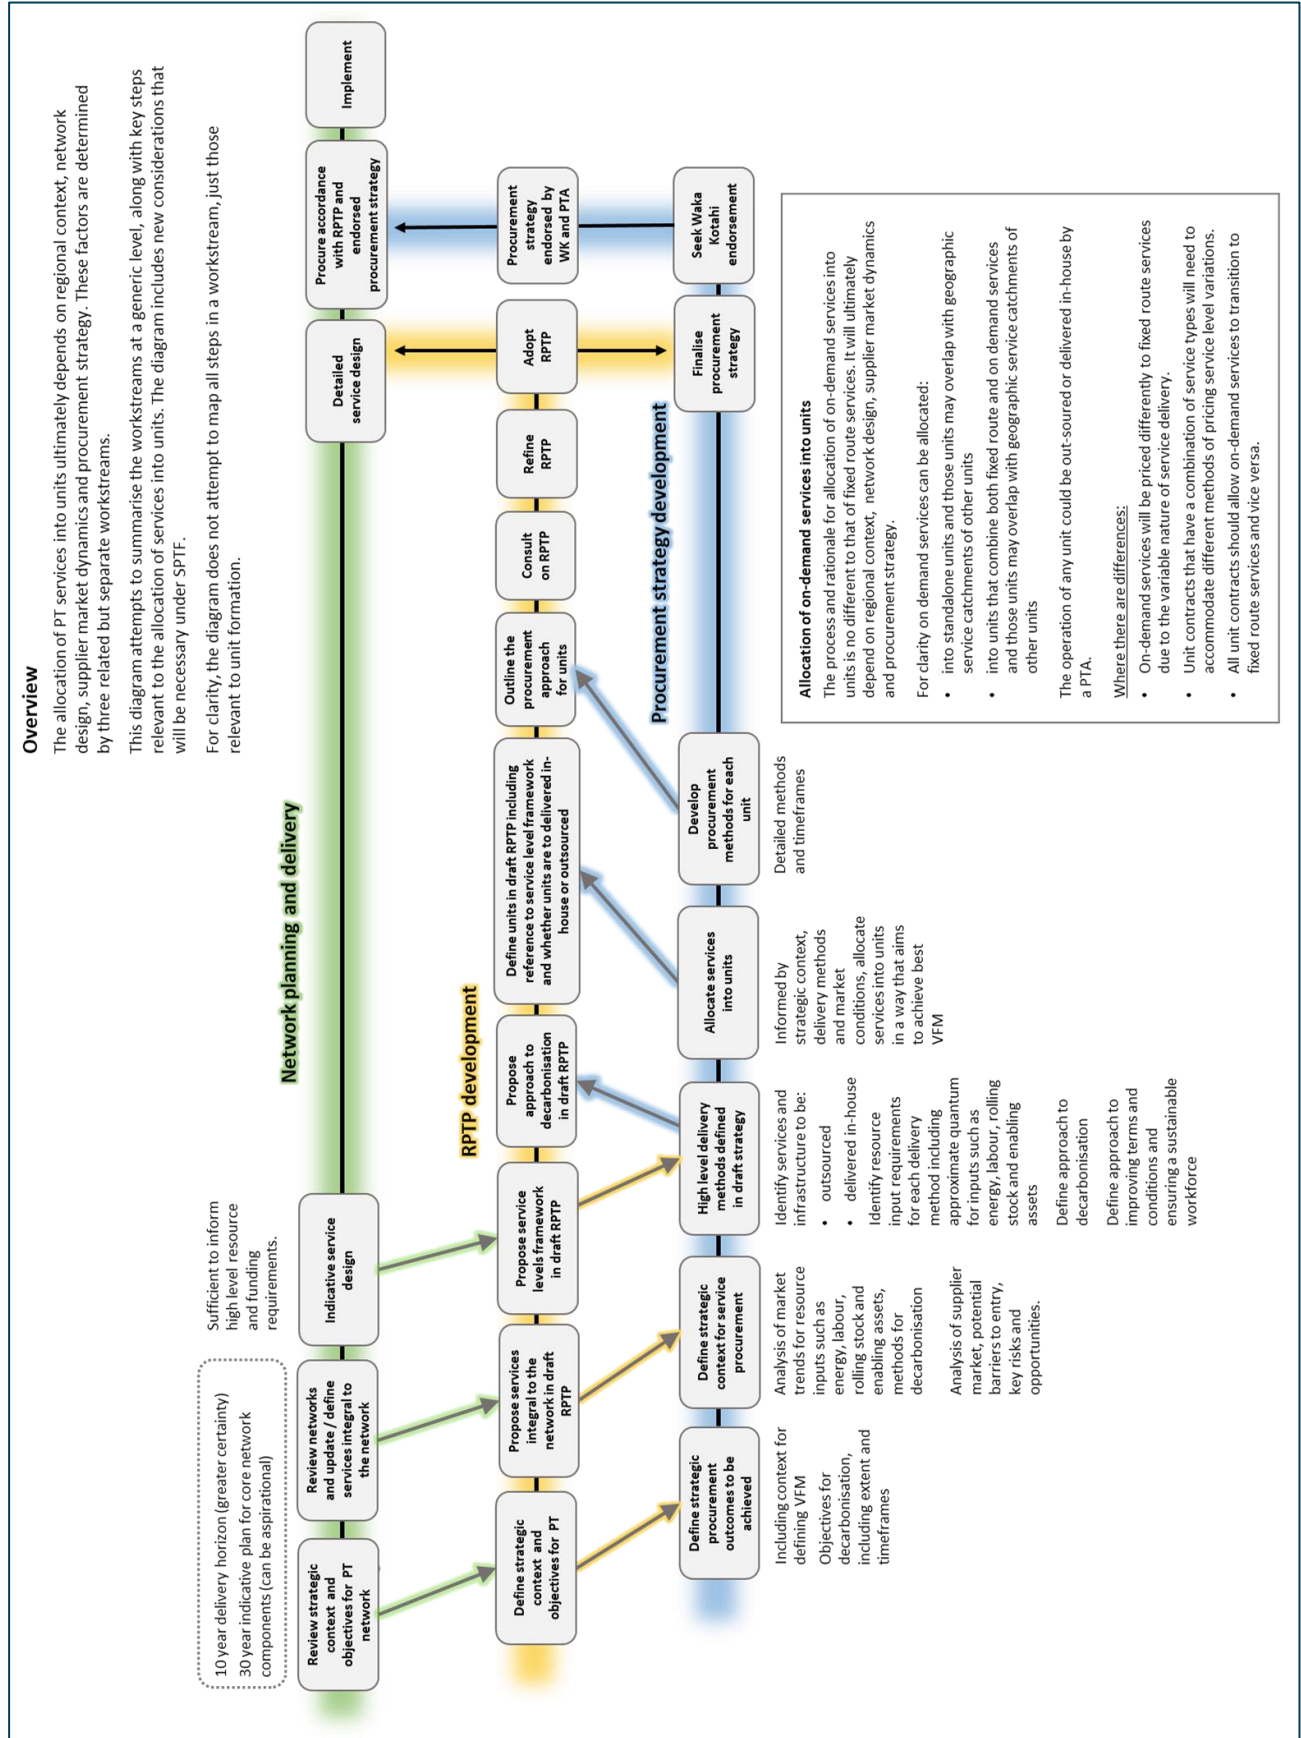 Overview
The allocation of PT services into units ultimately depends on regional context, network
design, supplier market dynamics and procurement strategy. These factors are determined
by three related but separate workstreams.
This diagram attempts to summarise the workstreams at a generic level, along with key steps
relevant to the allocation of services into units. The diagram includes new considerations that
will be necessary under SPTF.
For clarity, the diagram does not attempt to map all steps in a workstream, just those
relevant to unit formation.
10 year delivery horizon (greater certainty)
30 year indicative plan for core network
components (can be aspirational)
Sufficient to inform
high level resource
and funding
requirements.
Network planning and delivery
Review strategic
context and
objectives for PT
network
Review networks
and update / define
services integral to
the network
Indicative service
design
Detailed
service design
Procure accordance
with RPTP and
endorsed
procurement strategy
Implement
RPTP development
Define strategic
context and
objectives for PT
Propose services
integral to the
network in draft
RPTP
Propose service
levels framework
in draft RPTP
Propose
approach to
decarbonisation
in draft RPTP
Define units in draft RPTP including
reference to service level framework
and whether units are to delivered in-
house or outsourced
Outline the
procurement
approach
for units
Consult
on RPTP
Refine
RPTP
Adopt
RPTP
Procurement
strategy
endorsed by
WK and PTA
Procurement strategy development
Define strategic
procurement
outcomes to be
achieved
Define strategic
context for service
procurement
High level delivery
methods defined
in draft strategy
Allocate services
into units
Develop
procurement
methods for each
unit
Finalise
procurement
strategy
Seek Waka
Kotahi
endorsement
Including context for
defining VFM
Objectives for
decarbonisation,
including extent and
timeframes
Analysis of market
trends for resource
inputs such as
energy, labour,
rolling stock and
enabling assets,
methods for
decarbonisation
Analysis of supplier
market, potential
barriers to entry,
key risks and
opportunities.
Identify services and
infrastructure to be:
• outsourced
• delivered in-house
Identify resource
input requirements
for each delivery
method including
approximate quantum
for inputs such as
energy, labour, rolling
stock and enabling
assets
Define approach to
decarbonisation
Define approach to
improving terms and
conditions and
ensuring a sustainable
workforce
Informed by
strategic context,
delivery methods
and market
conditions, allocate
services into units
in a way that aims
to achieve best
VFM
Detailed methods
and timeframes
Allocation of on-demand services into units
The process and rationale for allocation of on-demand services into
units is no different to that of fixed route services. It will ultimately
depend on regional context, network design, supplier market dynamics
and procurement strategy.
For clarity on demand services can be allocated:
• into standalone units and those units may overlap with geographic
service catchments of other units
• into units that combine both fixed route and on demand services
and those units may overlap with geographic service catchments of
other units
The operation of any unit could be out-soured or delivered in-house by
a PTA.
Where there are differences:
• On-demand services will be priced differently to fixed route services
due to the variable nature of service delivery.
• Unit contracts that have a combination of service types will need to
accommodate different methods of pricing service level variations.
• All unit contracts should allow on-demand services to transition to
fixed route services and vice versa.